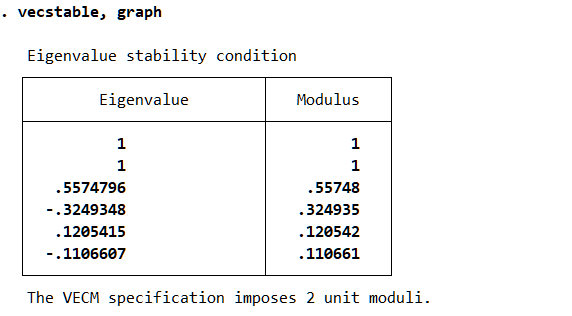 . vecstable, graph
Eigenvalue stability condition
Eigenvalue Modulus
1 1
1 1
.5574796 .55748
-.3249348 .324935
.1205415 .120542
-.1106607 .110661
The VECM specification imposes 2 unit moduli.